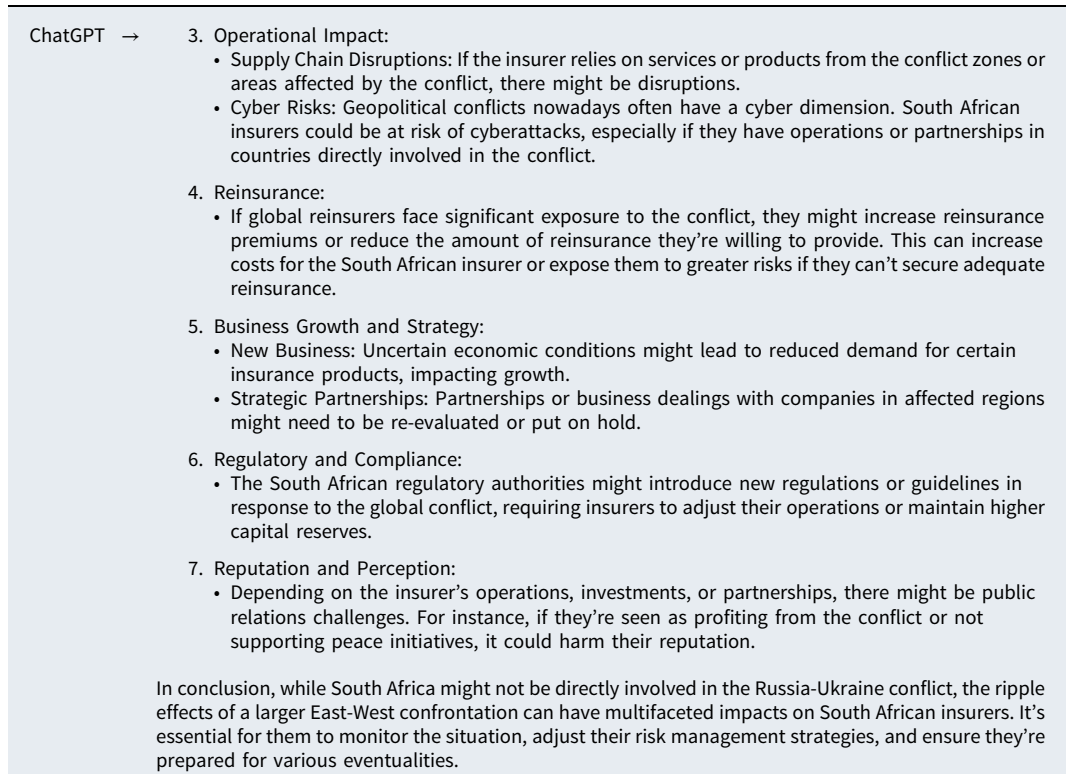 ChatGPT → 3. Operational Impact:
• Supply Chain Disruptions: If the insurer relies on services or products from the conflict zones or
areas affected by the conflict, there might be disruptions.
• Cyber Risks: Geopolitical conflicts nowadays often have a cyber dimension. South African
insurers could be at risk of cyberattacks, especially if they have operations or partnerships in
countries directly involved in the conflict.
4. Reinsurance:
• If global reinsurers face significant exposure to the conflict, they might increase reinsurance
premiums or reduce the amount of reinsurance they're willing to provide. This can increase
costs for the South African insurer or expose them to greater risks if they can't secure adequate
reinsurance.
5. Business Growth and Strategy:
• New Business: Uncertain economic conditions might lead to reduced demand for certain
insurance products, impacting growth.
• Strategic Partnerships: Partnerships or business dealings with companies in affected regions
might need to be re-evaluated or put on hold.
6. Regulatory and Compliance:
• The South African regulatory authorities might introduce new regulations or guidelines in
response to the global conflict, requiring insurers to adjust their operations or maintain higher
capital reserves.
7. Reputation and Perception:
• Depending on the insurer's operations, investments, or partnerships, there might be public
relations challenges. For instance, if they're seen as profiting from the conflict or not
supporting peace initiatives, it could harm their reputation.
In conclusion, while South Africa might not be directly involved in the Russia-Ukraine conflict, the ripple
effects of a larger East-West confrontation can have multifaceted impacts on South African insurers. It's
essential for them to monitor the situation, adjust their risk management strategies, and ensure they're
prepared for various eventualities.